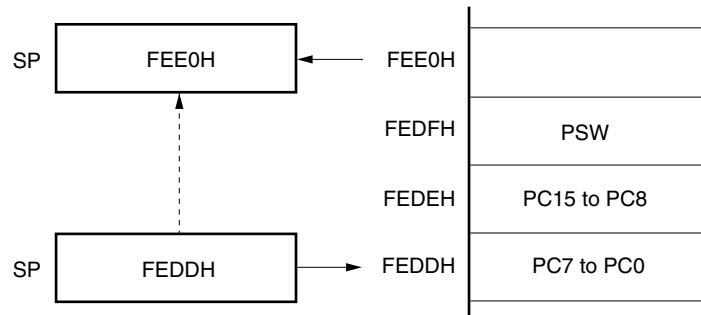 SP FEE0H FEE0H
FEDFH PSW
FEDEH PC15 to PC8
SP FEDDH FEDDH PC7 to PC0